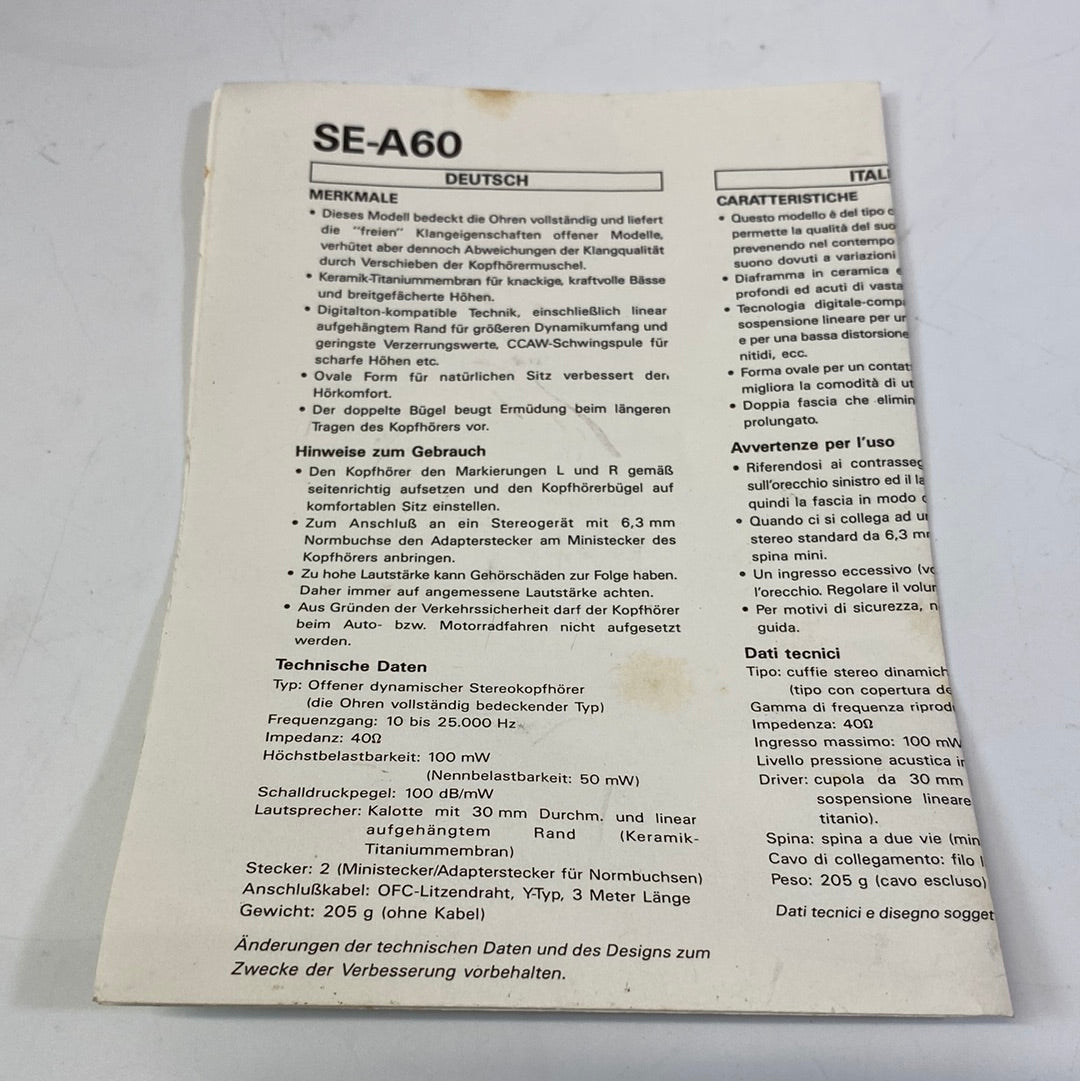 SE-A60
DEUTSCH
MERKMALE
• Dieses Modell bedeckt die Ohren vollständig und liefert
die "freien" Klangeigenschaften offener Modelle,
verhütet aber dennoch Abweichungen der Klangqualität
durch Verschieben der Kopfhörermuschel.
• Keramik-Titaniummembran für knackige, kraftvolle Bässe
und breitgefächerte Höhen.
• Digitalton-kompatible Technik, einschließlich linear
aufgehängtem Rand für größeren Dynamikumfang und
geringste Verzerrungswerte, CCAW-Schwingspule für
scharfe Höhen etc.
• Ovale Form für natürlichen Sitz verbessert den
Hörkomfort.
• Der doppelte Bügel beugt Ermüdung beim längeren
Tragen des Kopfhörers vor.
Hinweise zum Gebrauch
• Den Kopfhörer den Markierungen L und R gemäß
seitenrichtig aufsetzen und den Kopfhörerbügel auf
komfortablen Sitz einstellen.
• Zum Anschluß an ein Stereogerät mit 6,3 mm
Normbuchse den Adapterstecker am Ministecker des
Kopfhörers anbringen.
• Zu hohe Lautstärke kann Gehörschäden zur Folge haben.
Daher immer auf angemessene Lautstärke achten.
• Aus Gründen der Verkehrssicherheit darf der Kopfhörer
beim Auto- bzw. Motorradfahren nicht aufgesetzt
werden.
Technische Daten
Typ: Offener dynamischer Stereokopfhörer
(die Ohren vollständig bedeckender Typ)
Frequenzgang: 10 bis 25.000 Hz
Impedanz: 40Ω
Höchstbelastbarkeit: 100 mW
(Nennbelastbarkeit: 50 mW)
Schalldruckpegel: 100 dB/mW
Lautsprecher: Kalotte mit 30 mm Durchm. und linear
aufgehängtem Rand (Keramik-
Titaniummembran)
Stecker: 2 (Ministecker/Adapterstecker für Normbuchsen)
Anschlußkabel: OFC-Litzendraht, Y-Typ, 3 Meter Länge
Gewicht: 205 g (ohne Kabel)
Änderungen der technischen Daten und des Designs zum
Zwecke der Verbesserung vorbehalten.
ITALI
CARATTERISTICHE
• Questo modello è del tipo
permette la qualità del suo
prevenendo nel contempo
suono dovuti a variazioni
• Diaframma in ceramica e
profondi ed acuti di vasta
• Tecnologia digitale-comp
sospensione lineare per un
e per una bassa distorsione
nitidi, ecc.
• Forma ovale per un contat
migliora la comodità di ut
• Doppia fascia che elimin
prolungato.
Avvertenze per l'uso
• Riferendosi ai contrasseg
sull'orecchio sinistro ed il la
quindi la fascia in modo
• Quando ci si collega ad u
stereo standard da 6,3 m
spina mini.
• Un ingresso eccessivo (vo
l'orecchio. Regolare il volu
• Per motivi di sicurezza, n
guida.
Dati tecnici
Tipo: cuffie stereo dinamich
(tipo con copertura de
Gamma di frequenza riprod
Impedenza: 40Ω
Ingresso massimo: 100 mW
Livello pressione acustica in
Driver: cupola da 30 mm
sospensione lineare
titanio).
Spina: spina a due vie (min
Cavo di collegamento: filo
Peso: 205 g (cavo escluso)
Dati tecnici e disegno sogget